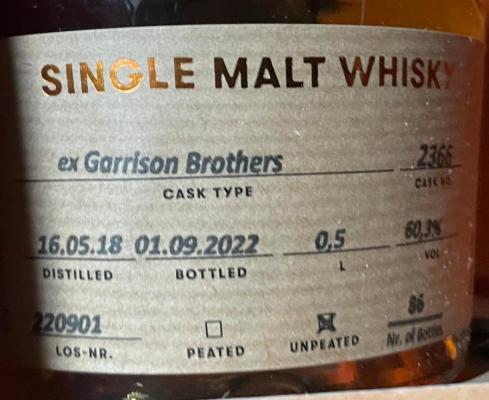 SINGLE MALT WHISKY
ex Garrison Brothers 2366
CASK TYPE CASK NO.
16.05.18 01.09.2022 0,5 60,3%
DISTILLED BOTTLED L VOL
220901 86
LOS-NR. PEATED UNPEATED Nr. of Bottles